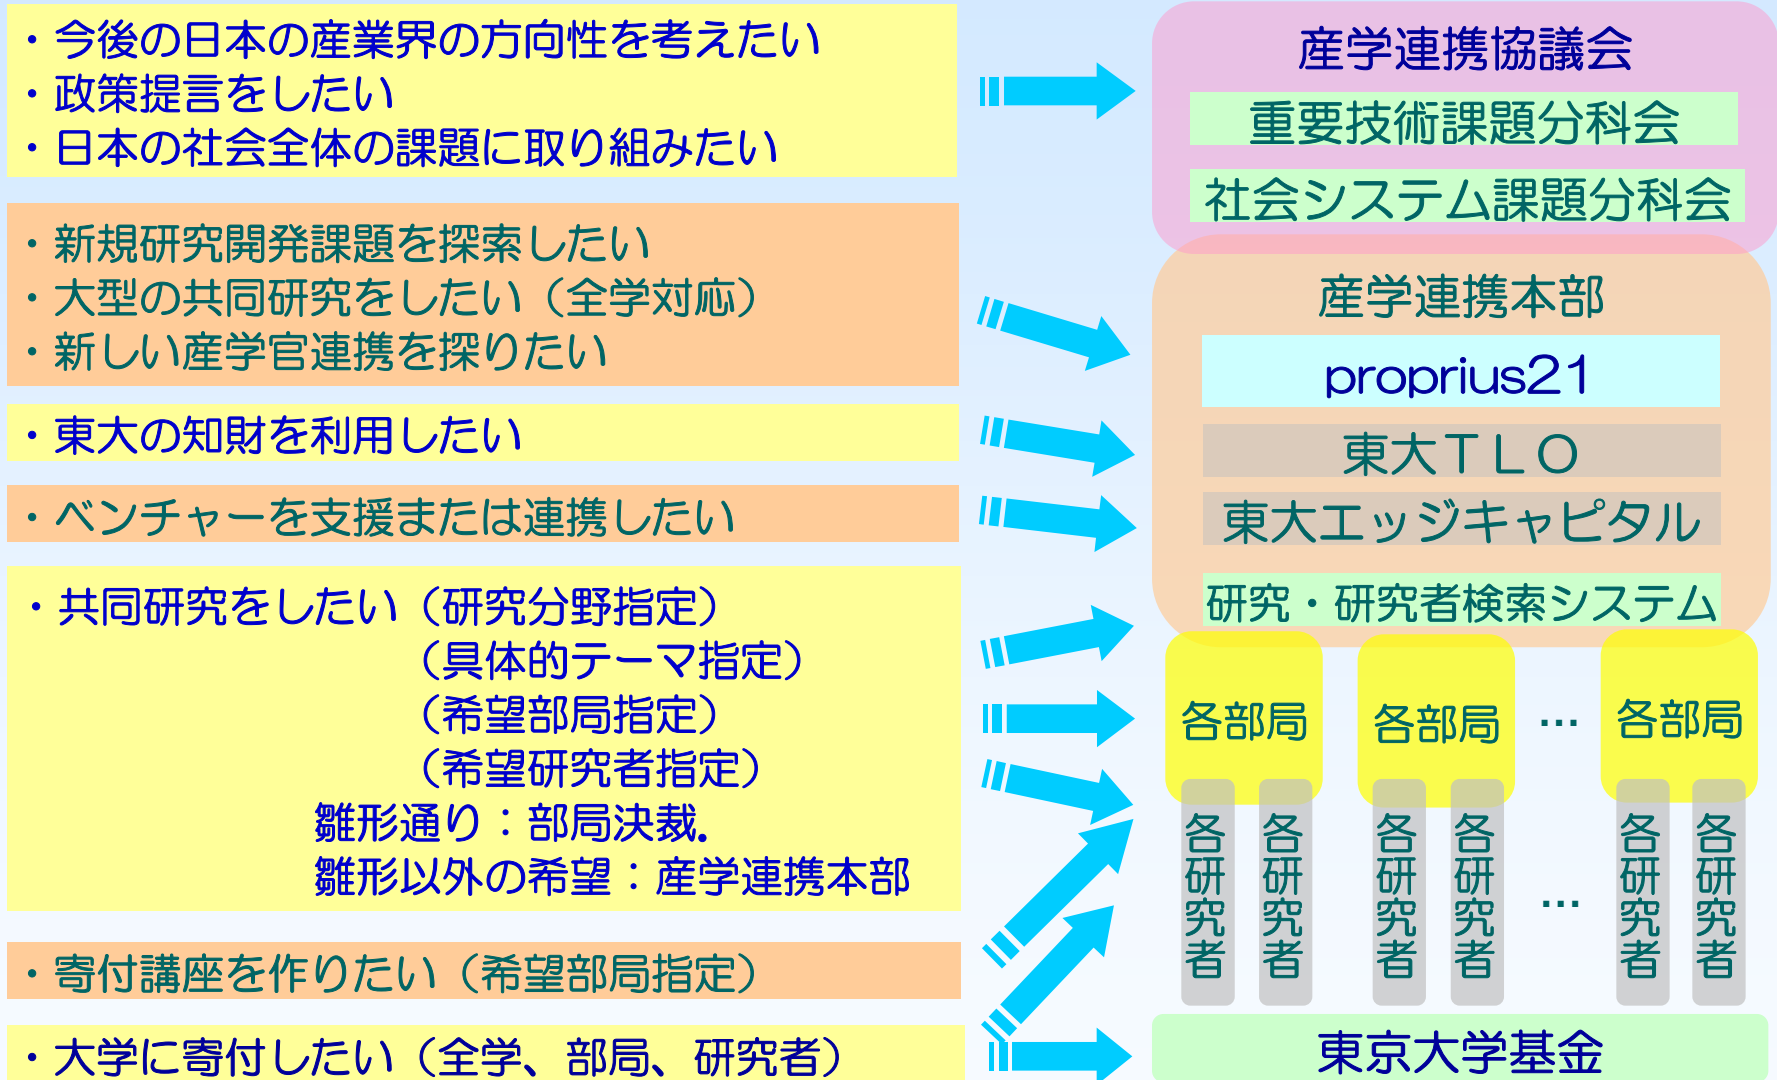 ・今後の日本の産業界の方向性を考えたい
・政策提言をしたい
・日本の社会全体の課題に取り組みたい
・新規研究開発課題を探索したい
・大型の共同研究をしたい（全学対応）
・新しい産学官連携を探りたい
・東大の知財を利用したい
・ベンチャーを支援または連携したい
・共同研究をしたい（研究分野指定）
（具体的テーマ指定）
（希望部局指定）
（希望研究者指定）
雛形通り：部局決裁．
雛形以外の希望：産学連携本部
・寄付講座を作りたい（希望部局指定）
・大学に寄付したい（全学、部局、研究者）
産学連携協議会
重要技術課題分科会
社会システム課題分科会
産学連携本部
proprius21
東大ＴＬＯ
東大エッジキャピタル
研究・研究者検索システム
各部局 各部局 … 各部局
各研究者
各研究者
各研究者
各研究者
…
各研究者
各研究者
東京大学基金